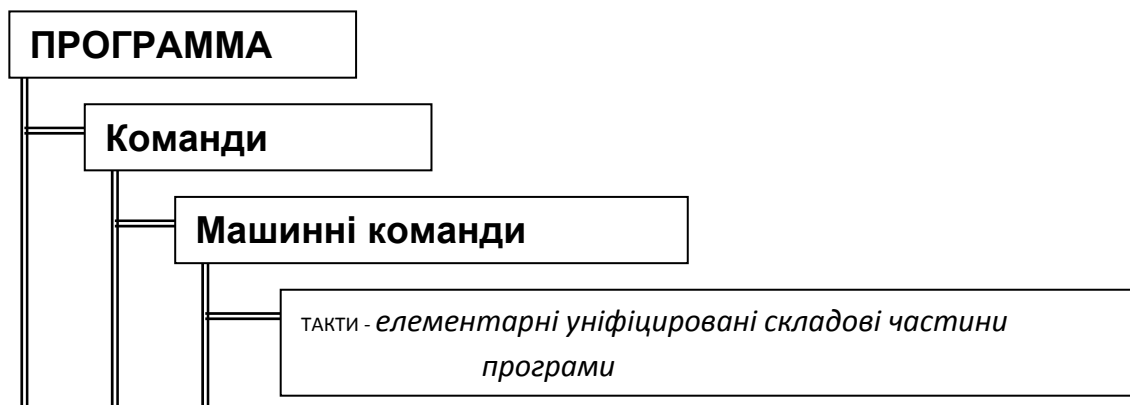 ПРОГРАММА
Команди
Машинні команди
ТАКТИ - елементарні уніфіцировані складові частини
програми